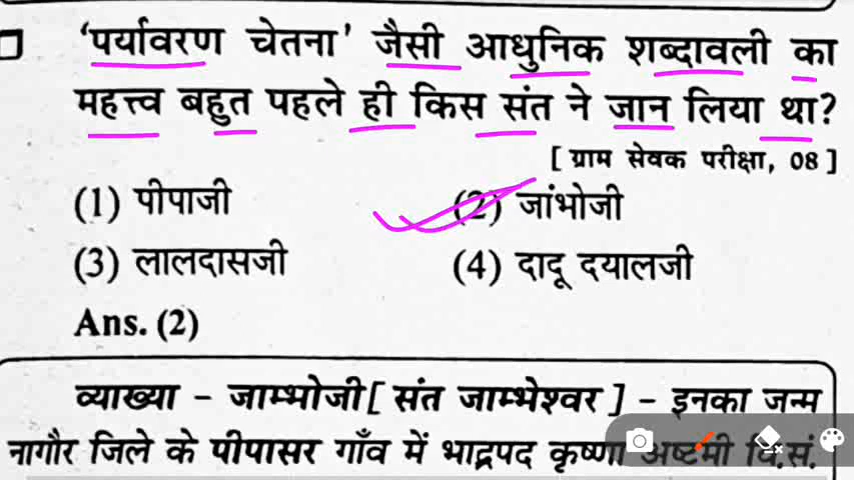 'पर्यावरण चेतना' जैसी आधुनिक शब्दावली का
महत्त्व बहुत पहले ही किस संत ने जान लिया था?
[ ग्राम सेवक परीक्षा, 08 ]
(1) पीपाजी (2) जांभोजी
(3) लालदासजी (4) दादू दयालजी
Ans. (2)
व्याख्या - जाम्भोजी [ संत जाम्भेश्वर ] - इनका जन्म
नागौर जिले के पीपासर गाँव में भाद्रपद कृष्णा अष्टमी वि.सं.